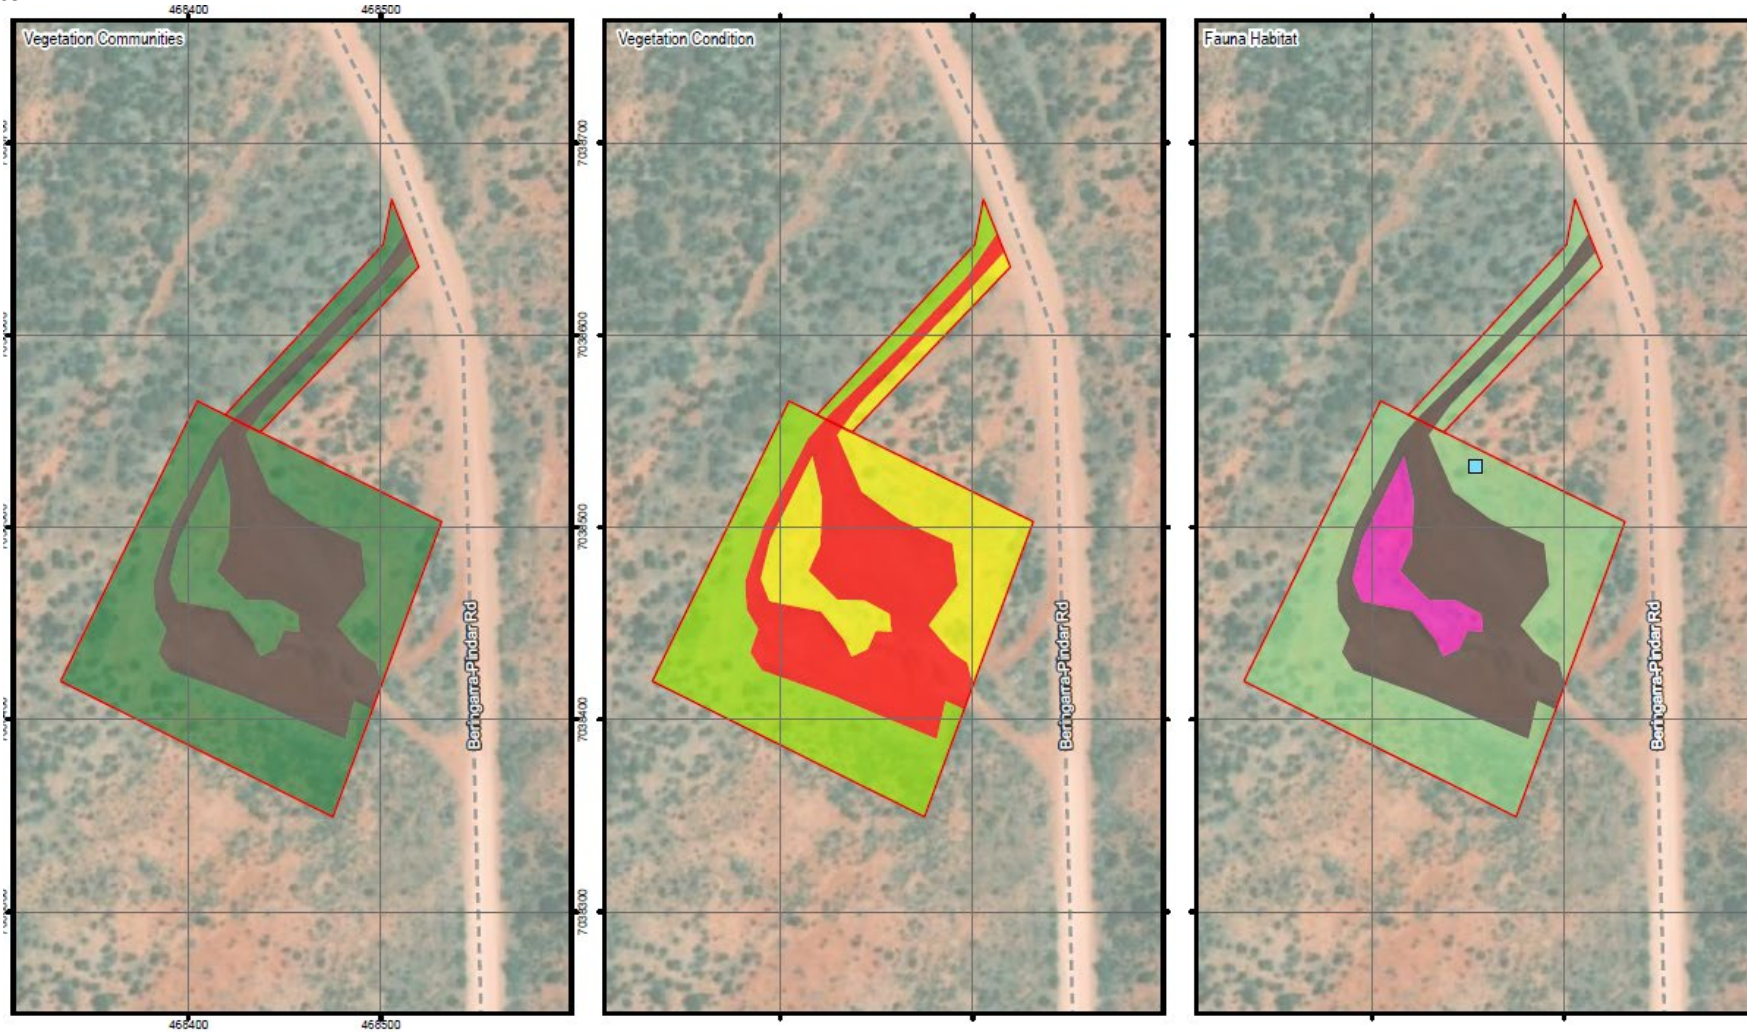 468400
468500
Vegetation Communities
Vegetation Condition
Fauna Habitat
7038700
7038600
7038500
7038400
7038300
Beringarra-Pindar Rd
Beringarra-Pindar Rd
Beringarra-Pindar Rd
468400
468500